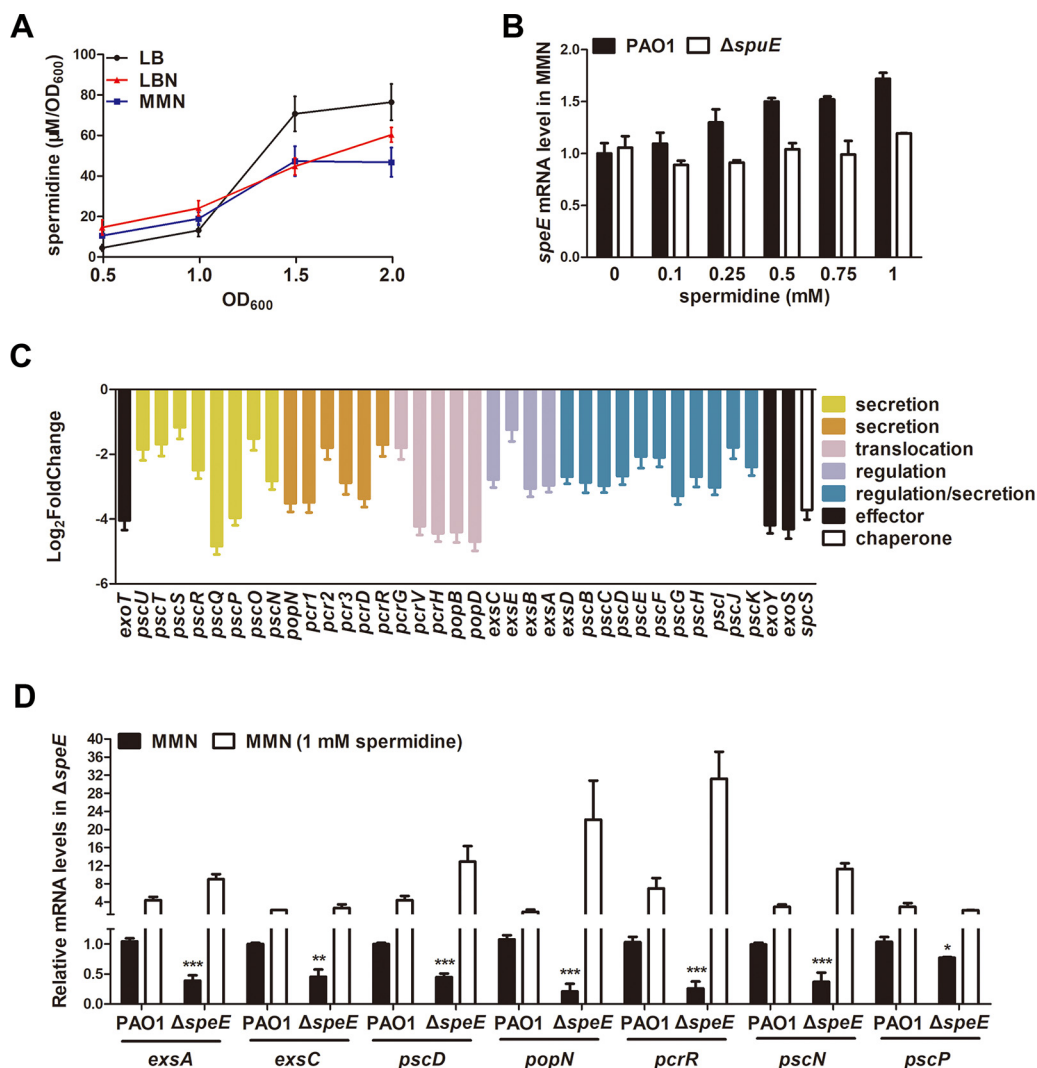 A
LB
LBN
MMN
spermidine (μM/OD600)
100
80
60
40
20
0
0.5 1.0 1.5 2.0
OD600
B
PAO1 ΔspuE
speE mRNA level in MMN
2.0
1.5
1.0
0.5
0.0
0 0.1 0.25 0.5 0.75 1
spermidine (mM)
C
Log2FoldChange
0
-2
-4
-6
exoT pscU pscT pscS pscR pscQ pscP pscO pscN popN pcr1 pcr2 pcr3 pcrD pcrR pcrG pcrV pcrH popB popD exsC exsE exsB exsA exsD pscB pscC pscD pscE pscF pscG pscH pscI pscJ pscK exoY exoS spcS
secretion
secretion
translocation
regulation
regulation/secretion
effector
chaperone
D
MMN MMN (1 mM spermidine)
Relative mRNA levels in ΔspeE
40
36
32
28
24
20
16
12
8
4
1.0
0.5
0.0
*** ** *** *** *** *** *
PAO1 ΔspeE PAO1 ΔspeE PAO1 ΔspeE PAO1 ΔspeE PAO1 ΔspeE PAO1 ΔspeE PAO1 ΔspeE
exsA exsC pscD popN pcrR pscN pscP